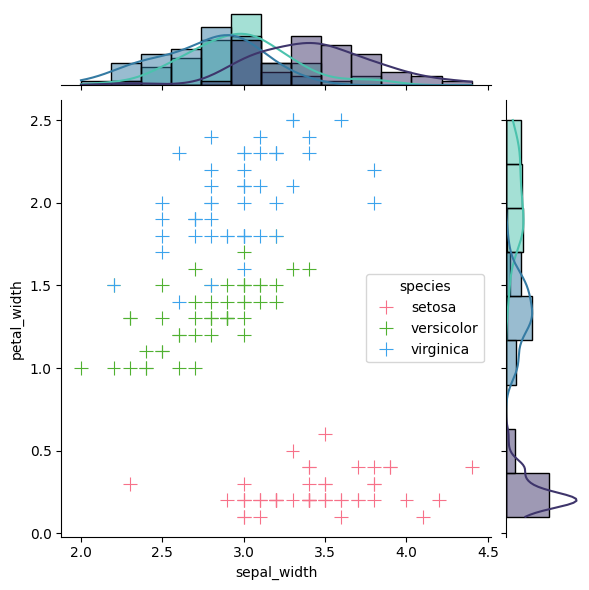 2.5
2.0
1.5
1.0
0.5
0.0
petal_width
species
setosa
versicolor
virginica
2.0 2.5 3.0 3.5 4.0 4.5
sepal_width